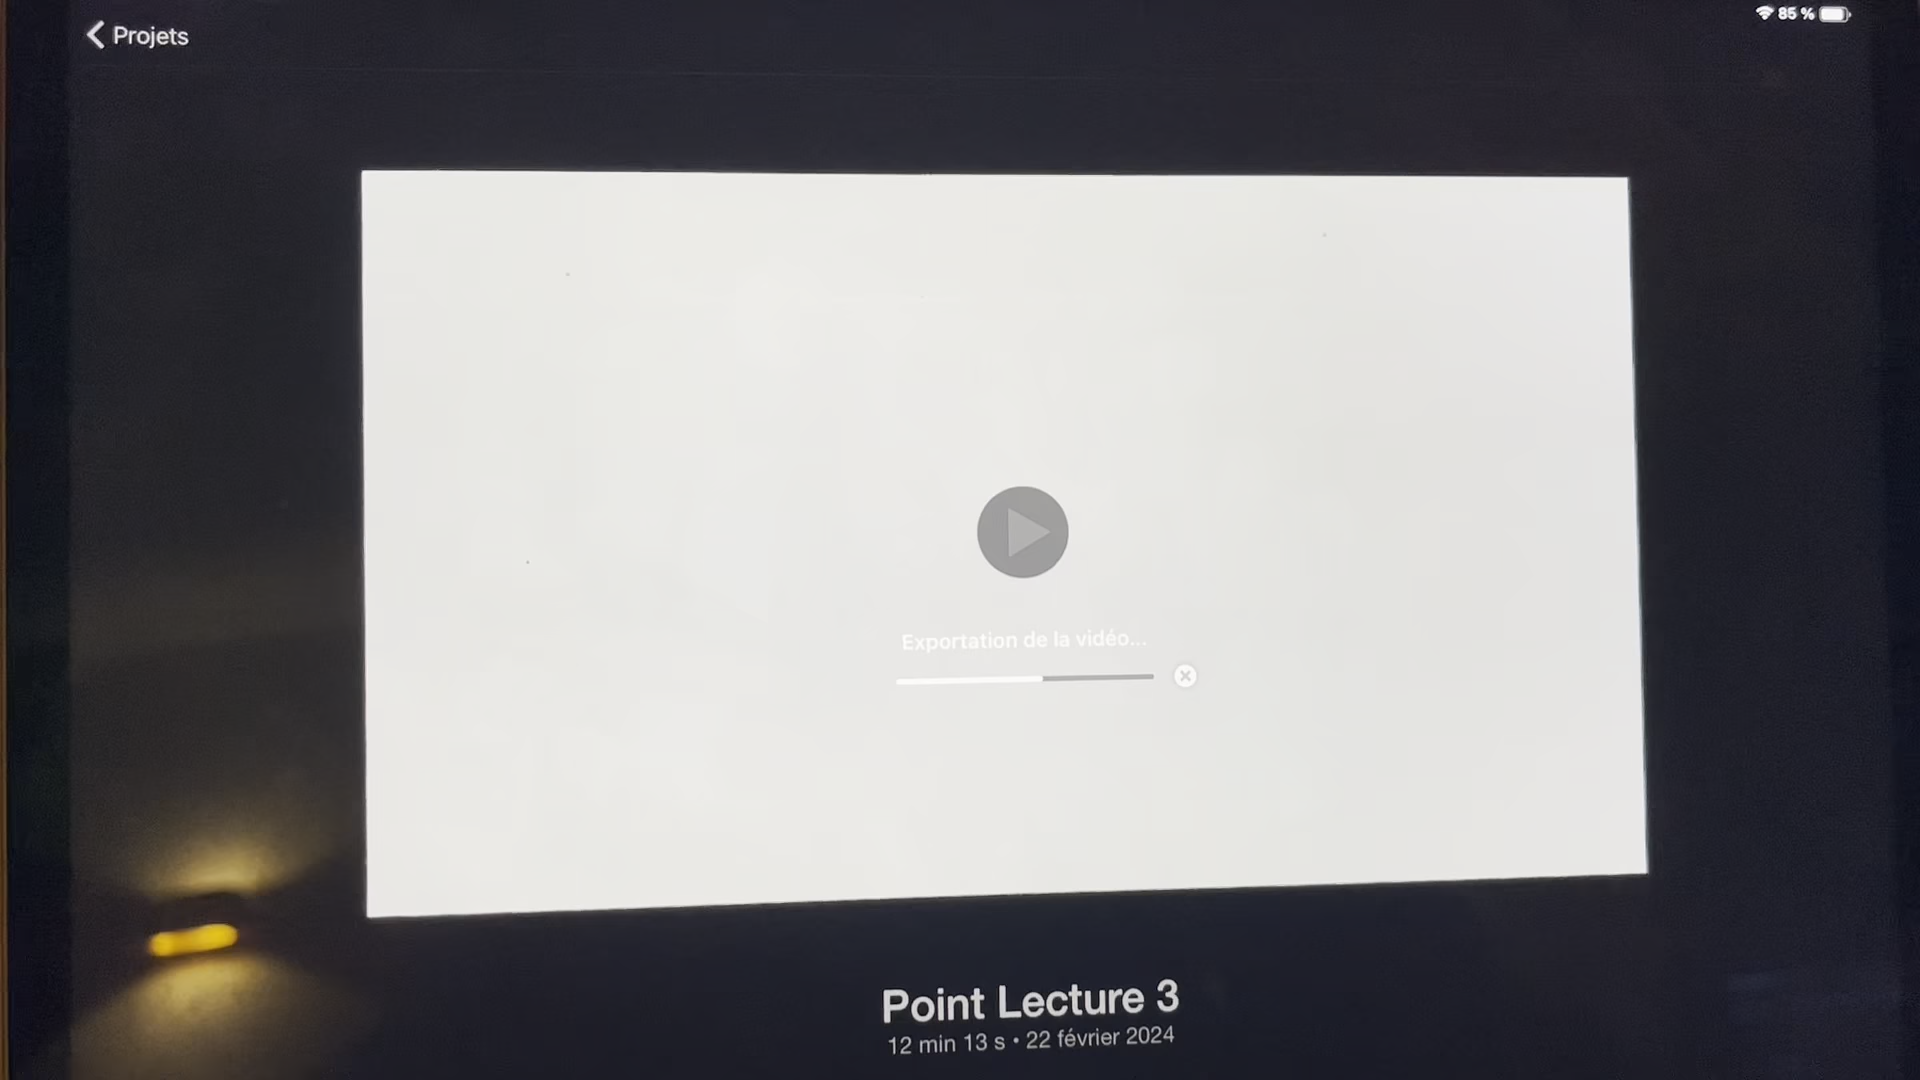 Projets
85 %
Exportation de la vidéo...
Point Lecture 3
12 min 13 s • 22 février 2024